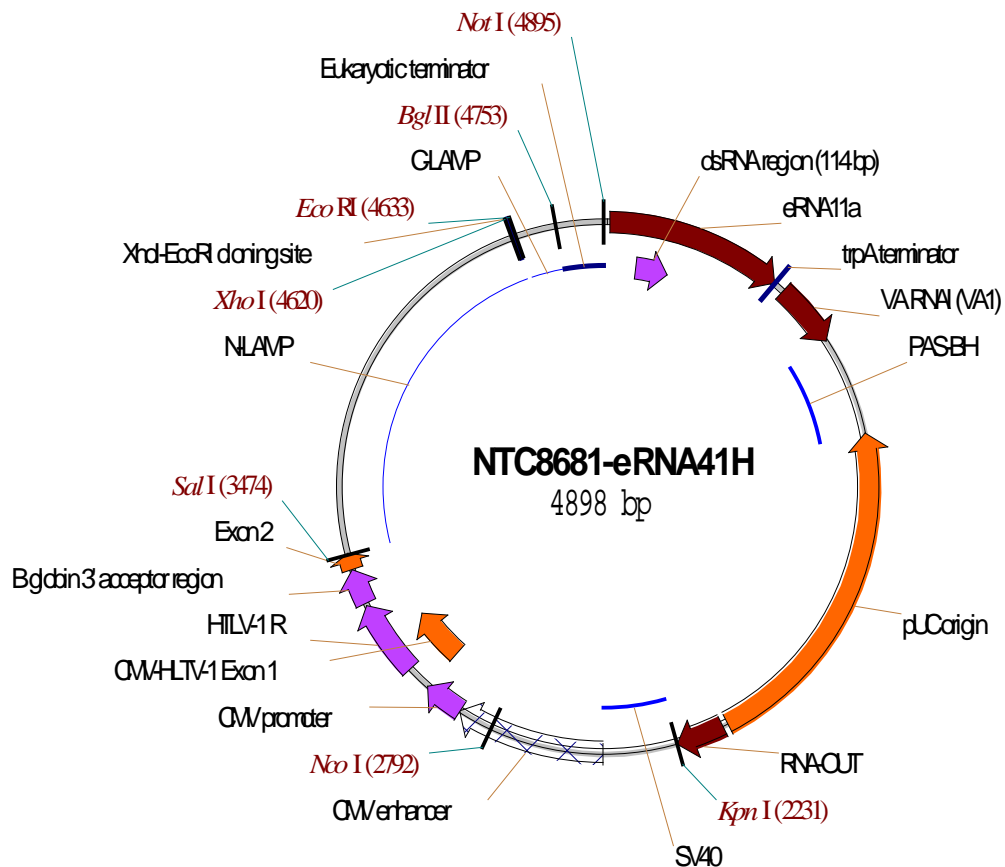 Not I (4895)
Eukaryotic terminator
Bgl II (4753)
C-LAMP
dsRNA region (114 bp)
Eco RI (4633)
eRNA11a
XhoI-EcoRI cloning site
trpA terminator
Xho I (4620)
VA RNAI (VA1)
N-LAMP
PAS-BH
NTC8681-eRNA41H
4898 bp
Sal I (3474)
Exon 2
B globin 3' acceptor region
HTLV-1 R
pUC origin
CMV-HLTV-1 Exon 1
CMV promoter
Nco I (2792)
RNA-OUT
CMV enhancer
Kpn I (2231)
SV40